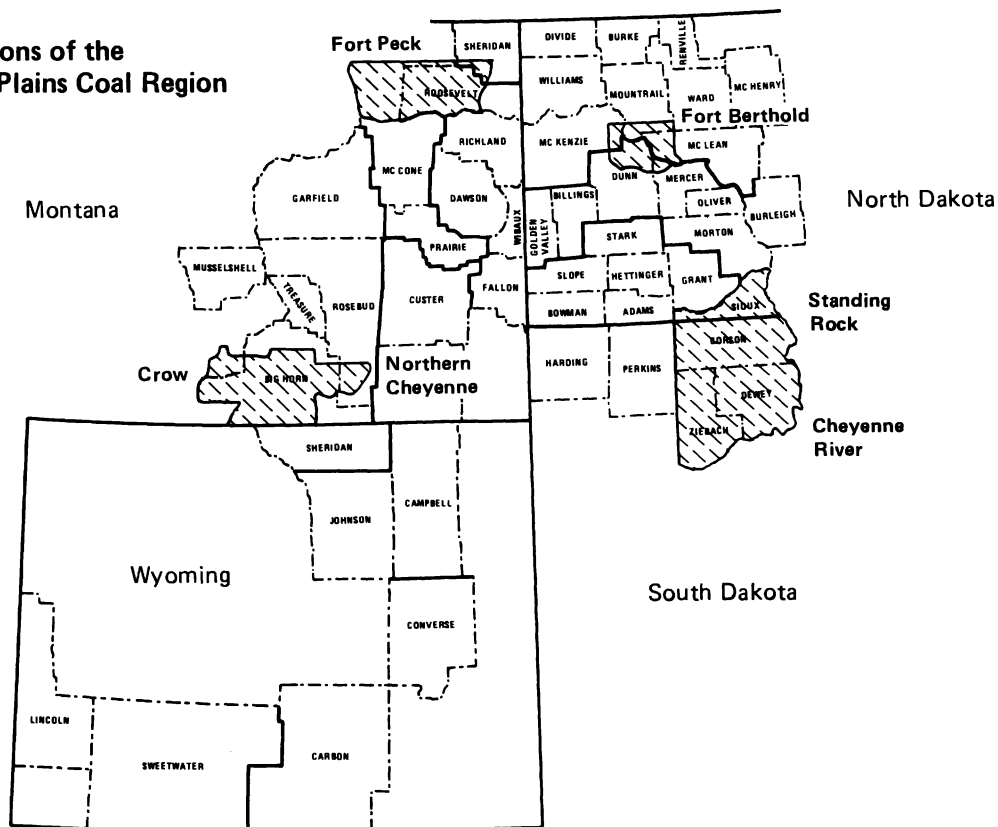 ons of the
Plains Coal Region
Fort Peck
SHERIDAN
DIVIDE
BURKE
RENVILLE
ROOSEVELT
WILLIAMS
MOUNTRAIL
WARD
MC HENRY
Fort Berthold
RICHLAND
MC KENZIE
MC LEAN
MC CONE
DUNN
MERCER
Montana
GARFIELD
DAWSON
WIBAUX
GOLDEN
VALLEY
BILLINGS
OLIVER
BURLEIGH
North Dakota
STARK
MORTON
PRAIRIE
MUSSELSHELL
TREASURE
ROSEBUD
CUSTER
FALLON
SLOPE
HETTINGER
GRANT
SIOUX
Standing
Rock
BOWMAN
ADAMS
CORSON
Crow
BIG HORN
Northern
Cheyenne
HARDING
PERKINS
DEWEY
ZIEBACH
Cheyenne
River
SHERIDAN
JOHNSON
CAMPBELL
Wyoming
South Dakota
CONVERSE
LINCOLN
SWEETWATER
CARBON